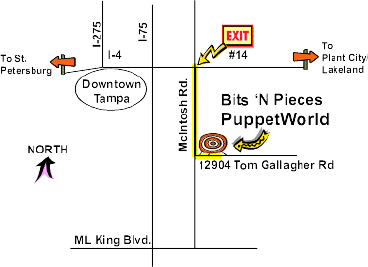 I-275
I-75
EXIT
#14
I-4
To St.
Petersburg
To
Plant City/
Lakeland
Downtown
Tampa
McIntosh Rd.
Bits 'N Pieces
PuppetWorld
12904 Tom Gallagher Rd
NORTH
ML King Blvd.